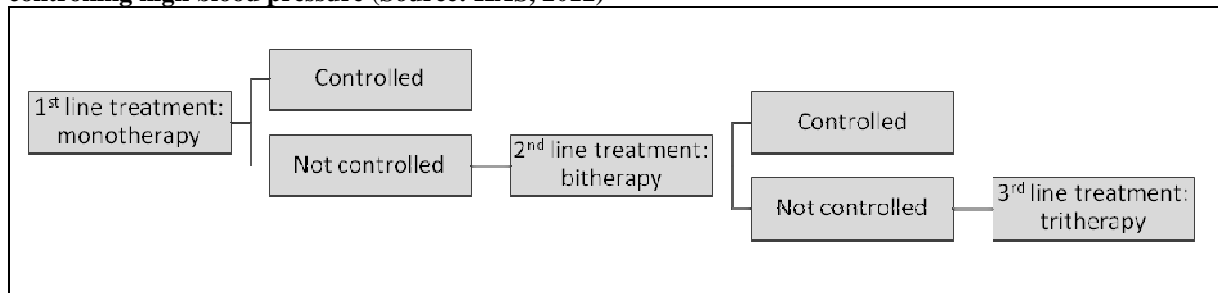 controlling high blood pressure (Source: HAS, 2012)
1st line treatment:
monotherapy
Controlled
Not controlled
2nd line treatment:
bitherapy
Controlled
Not controlled
3rd line treatment:
tritherapy